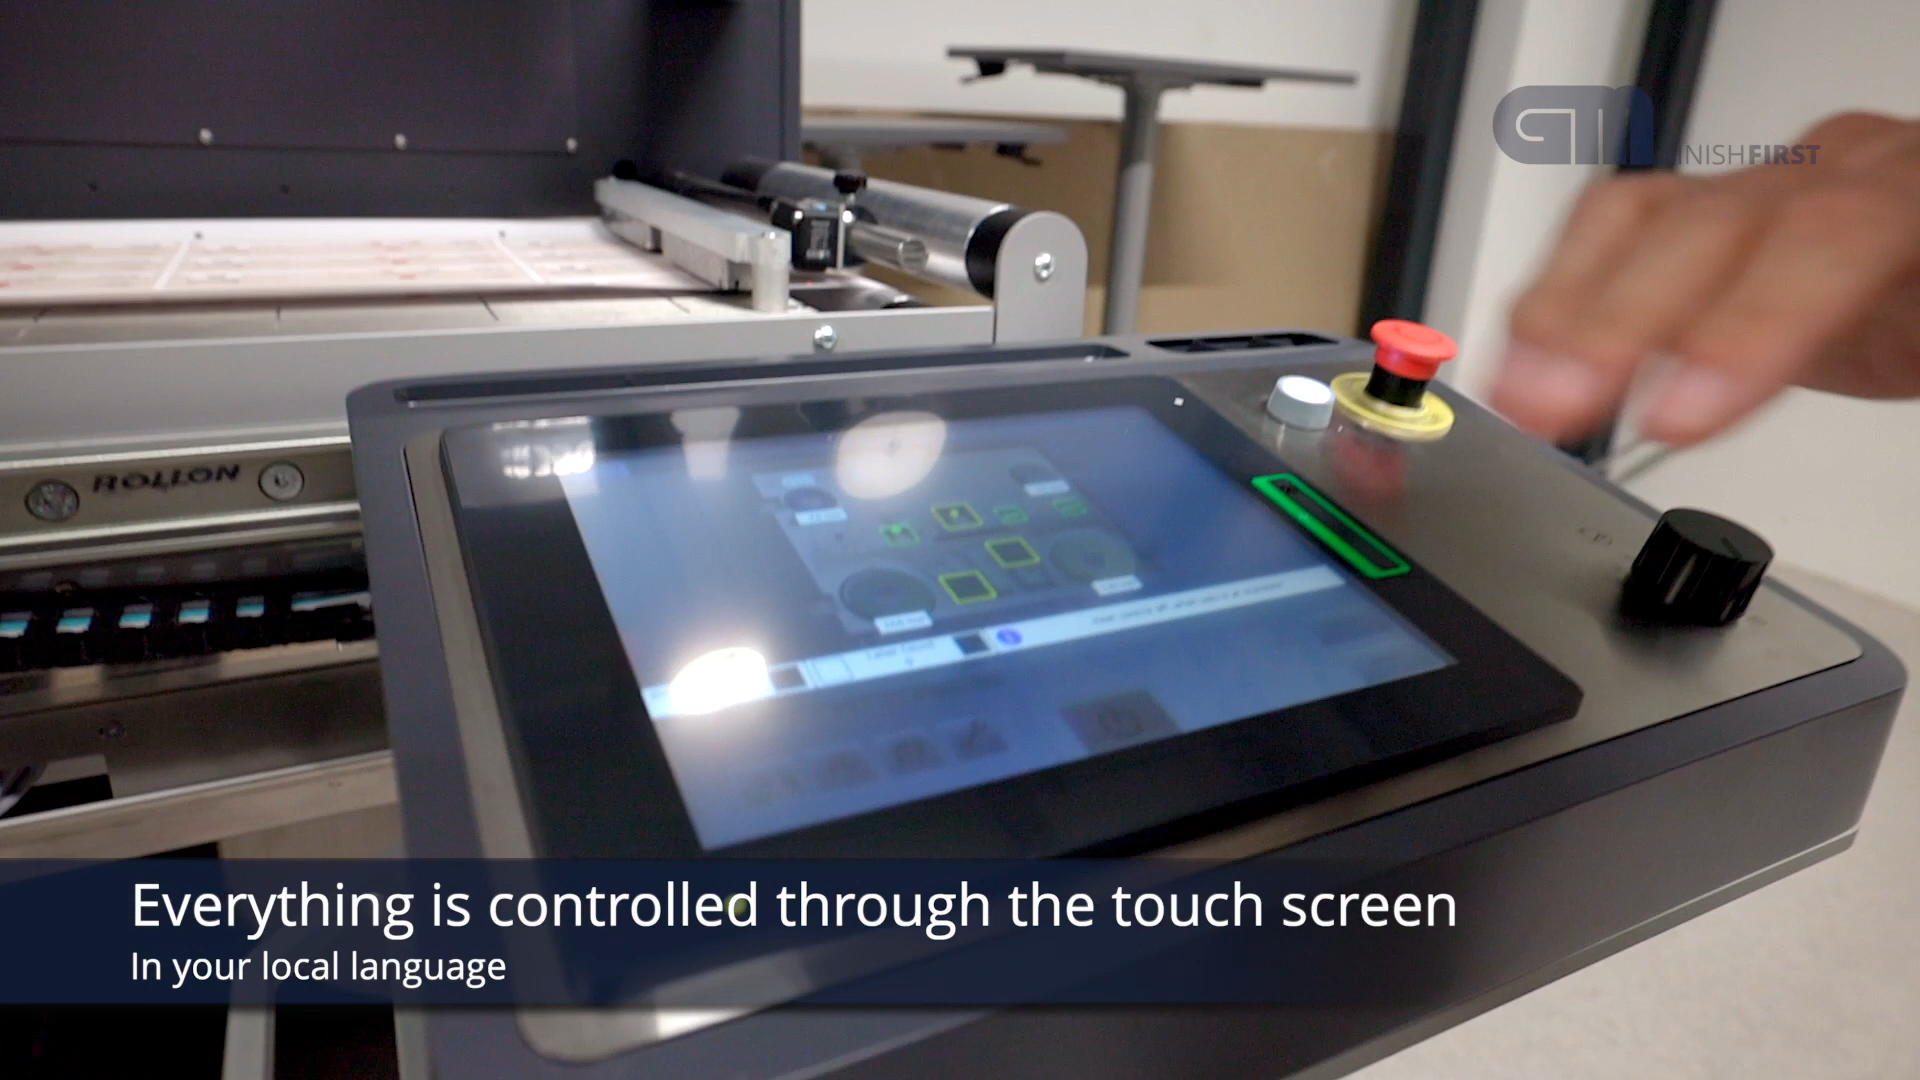 GM
FINISHFIRST
ROLLON
Everything is controlled through the touch screen
In your local language